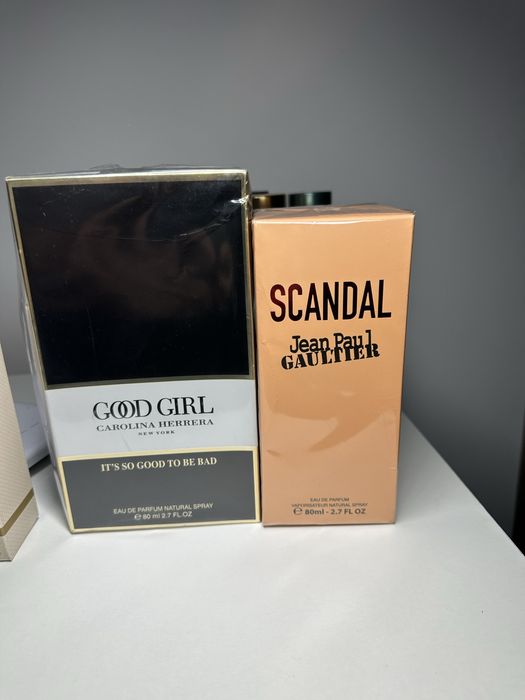 GOOD GIRL
CAROLINA HERRERA
NEW YORK
IT'S SO GOOD TO BE BAD
EAU DE PARFUM NATURAL SPRAY
℮ 80 ml 2.7 FL.OZ
SCANDAL
Jean Paul
GAULTIER
EAU DE PARFUM
VAPORISATEUR NATURAL SPRAY
℮ 80ml - 2.7 FL OZ